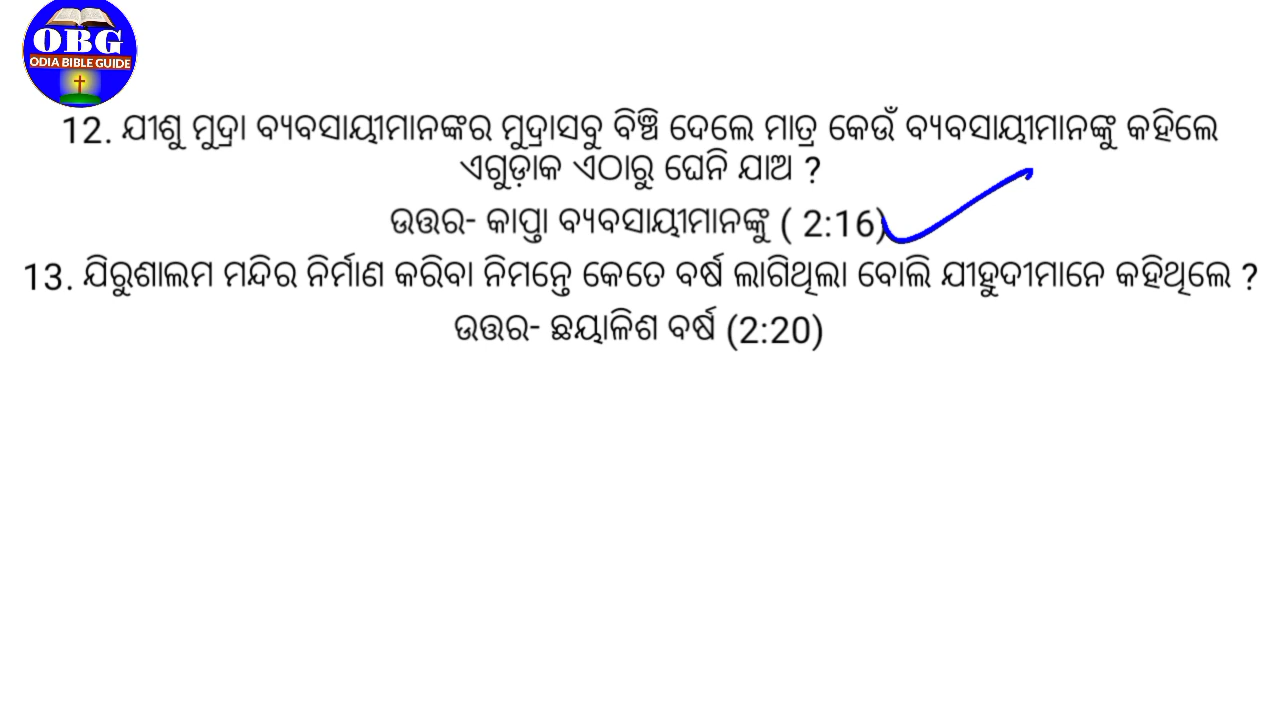 OBG
ODIA BIBLE GUIDE
12. ଯୀଶୁ ମୁଦ୍ରା ବ୍ୟବସାୟୀମାନଙ୍କର ମୁଦ୍ରାସବୁ ବିଞ୍ଚି ଦେଲେ ମାତ୍ର କେଉଁ ବ୍ୟବସାୟୀମାନଙ୍କୁ କହିଲେ
ଏଗୁଡ଼ାକ ଏଠାରୁ ଘେନି ଯାଅ ?
ଉତ୍ତର- କାପ୍ତା ବ୍ୟବସାୟୀମାନଙ୍କୁ ( 2:16)
13. ଯିରୁଶାଲମ ମନ୍ଦିର ନିର୍ମାଣ କରିବା ନିମନ୍ତେ କେତେ ବର୍ଷ ଲାଗିଥିଲା ବୋଲି ଯୀହୁଦୀମାନେ କହିଥିଲେ ?
ଉତ୍ତର- ଛୟାଳିଶ ବର୍ଷ (2:20)